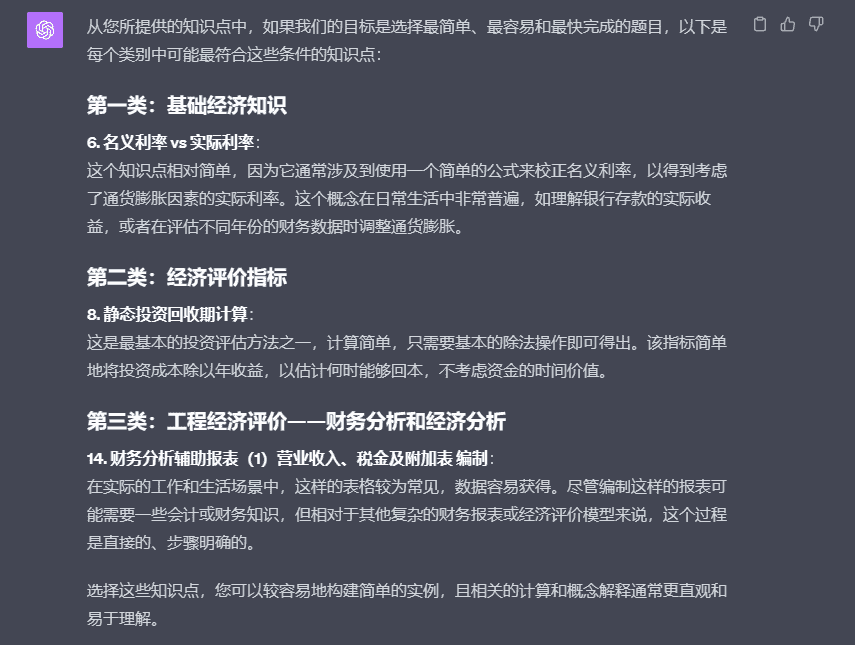 从您所提供的知识点中，如果我们的目标是选择最简单、最容易和最快完成的题目，以下是
每个类别中可能最符合这些条件的知识点：
第一类：基础经济知识
6. 名义利率 vs 实际利率：
这个知识点相对简单，因为它通常涉及到使用一个简单的公式来校正名义利率，以得到考虑
了通货膨胀因素的实际利率。这个概念在日常生活中非常普遍，如理解银行存款的实际收
益，或者在评估不同年份的财务数据时调整通货膨胀。
第二类：经济评价指标
8. 静态投资回收期计算：
这是最基本的投资评估方法之一，计算简单，只需要基本的除法操作即可得出。该指标简单
地将投资成本除以年收益，以估计何时能够回本，不考虑资金的时间价值。
第三类：工程经济评价——财务分析和经济分析
14. 财务分析辅助报表（1）营业收入、税金及附加表 编制：
在实际的工作和生活场景中，这样的表格较为常见，数据容易获得。尽管编制这样的报表可
能需要一些会计或财务知识，但相对于其他复杂的财务报表或经济评价模型来说，这个过程
是直接的、步骤明确的。
选择这些知识点，您可以较容易地构建简单的实例，且相关的计算和概念解释通常更直观和
易于理解。